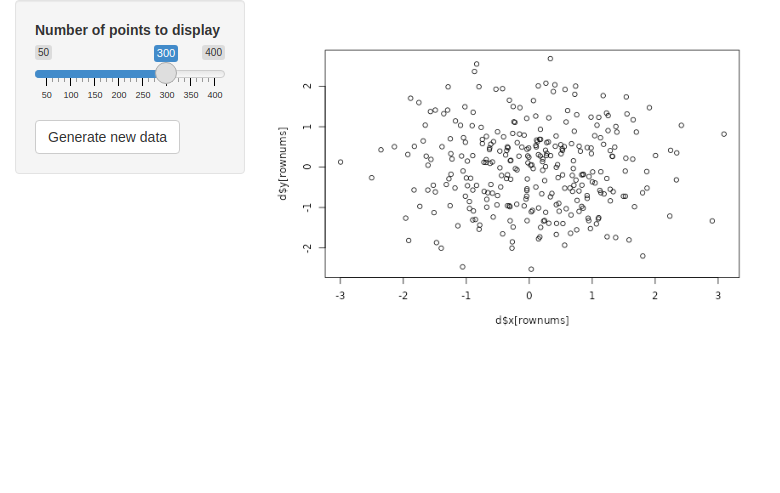 Number of points to display
50 300 400
50 100 150 200 250 300 350 400
Generate new data
d$y[rownums]
2
1
0
-1
-2
-3 -2 -1 0 1 2 3
d$x[rownums]